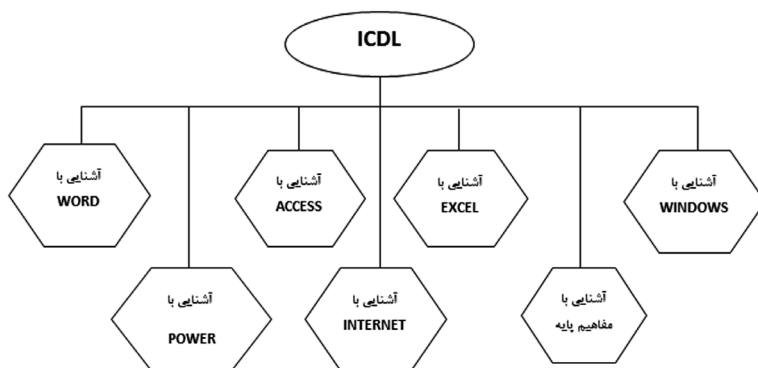 ICDL
آشنایی با
WORD
آشنایی با
ACCESS
آشنایی با
EXCEL
آشنایی با
WINDOWS
آشنایی با
POWER
آشنایی با
INTERNET
آشنایی با
مفاهیم پایه